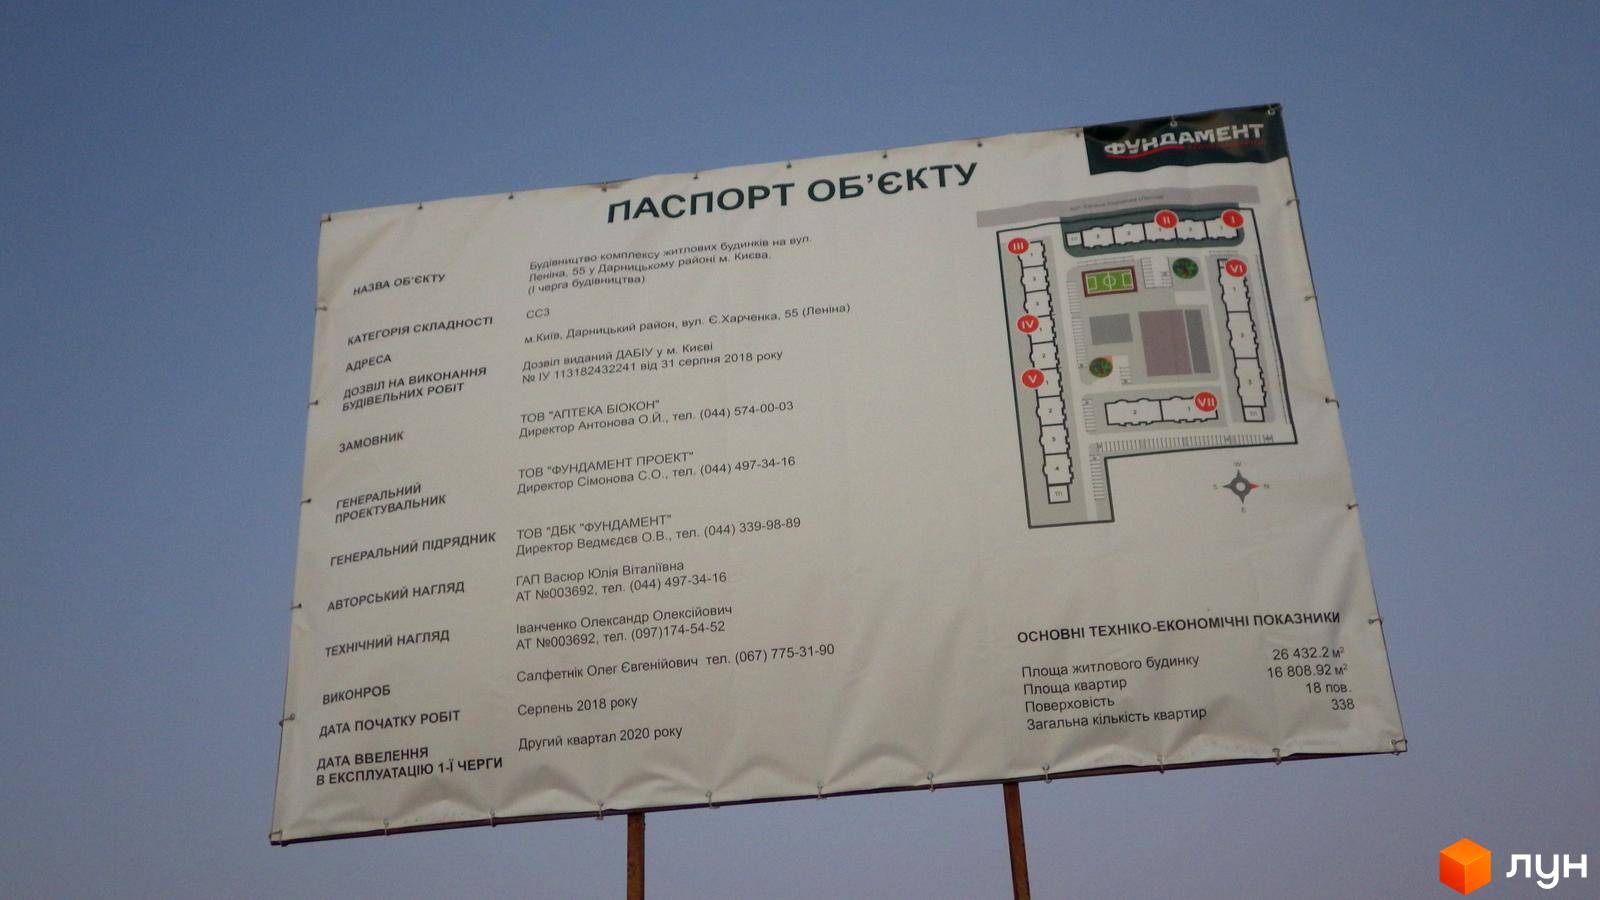 ФУНДАМЕНТ
ПАСПОРТ ОБ’ЄКТУ
НАЗВА ОБ'ЄКТУ
Будівництво комплексу житлових будинків на вул.
Леніна, 55 у Дарницькому районі м. Києва.
(І черга будівництва)
КАТЕГОРІЯ СКЛАДНОСТІ
СС3
АДРЕСА
м.Київ, Дарницький район, вул. Є.Харченка, 55 (Леніна)
ДОЗВІЛ НА ВИКОНАННЯ
БУДІВЕЛЬНИХ РОБІТ
Дозвіл виданий ДАБІУ у м. Києві
№ ІУ 113182432241 від 31 серпня 2018 року
ЗАМОВНИК
ТОВ "АПТЕКА БІОКОН"
Директор Антонова О.Й., тел. (044) 574-00-03
ГЕНЕРАЛЬНИЙ
ПРОЕКТУВАЛЬНИК
ТОВ "ФУНДАМЕНТ ПРОЕКТ"
Директор Сімонова С.О., тел. (044) 497-34-16
ГЕНЕРАЛЬНИЙ ПІДРЯДНИК
ТОВ "ДБК "ФУНДАМЕНТ"
Директор Ведмєдєв О.В., тел. (044) 339-98-89
АВТОРСЬКИЙ НАГЛЯД
ГАП Васюр Юлія Віталіївна
АТ №003692, тел. (044) 497-34-16
ТЕХНІЧНИЙ НАГЛЯД
Іванченко Олександр Олексійович
АТ №003692, тел. (097)174-54-52
ВИКОНРОБ
Салфетнік Олег Євгенійович тел. (067) 775-31-90
ДАТА ПОЧАТКУ РОБІТ
Серпень 2018 року
ДАТА ВВЕЛЕННЯ
В ЕКСПЛУАТАЦІЮ 1-Ї ЧЕРГИ
Другий квартал 2020 року
I
II
III
IV
V
VI
VII
W
S N
E
ОСНОВНІ ТЕХНІКО-ЕКОНОМІЧНІ ПОКАЗНИКИ
Площа житлового будинку 26 432.2 м²
Площа квартир 16 808.92 м²
Поверховість 18 пов.
Загальна кількість квартир 338
лун